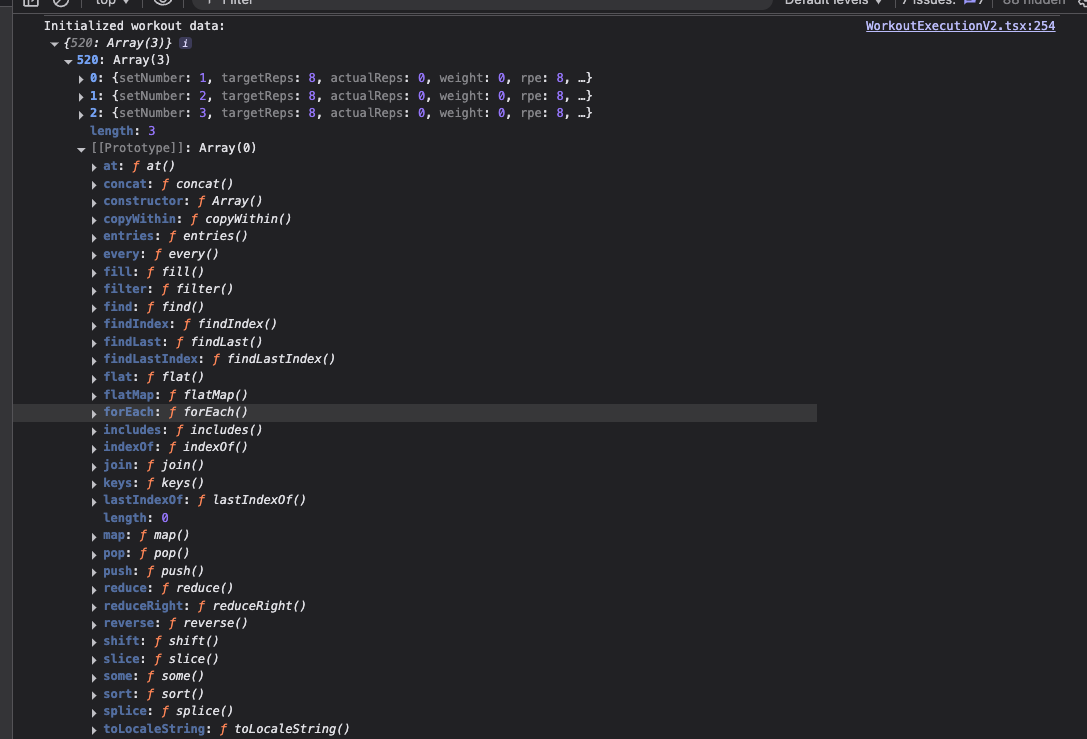 top Filter Default levels 7 Issues: 7 88 hidden
Initialized workout data: WorkoutExecutionV2.tsx:254
{520: Array(3)} i
520: Array(3)
0: {setNumber: 1, targetReps: 8, actualReps: 0, weight: 0, rpe: 8, …}
1: {setNumber: 2, targetReps: 8, actualReps: 0, weight: 0, rpe: 8, …}
2: {setNumber: 3, targetReps: 8, actualReps: 0, weight: 0, rpe: 8, …}
length: 3
[[Prototype]]: Array(0)
at: ƒ at()
concat: ƒ concat()
constructor: ƒ Array()
copyWithin: ƒ copyWithin()
entries: ƒ entries()
every: ƒ every()
fill: ƒ fill()
filter: ƒ filter()
find: ƒ find()
findIndex: ƒ findIndex()
findLast: ƒ findLast()
findLastIndex: ƒ findLastIndex()
flat: ƒ flat()
flatMap: ƒ flatMap()
forEach: ƒ forEach()
includes: ƒ includes()
indexOf: ƒ indexOf()
join: ƒ join()
keys: ƒ keys()
lastIndexOf: ƒ lastIndexOf()
length: 0
map: ƒ map()
pop: ƒ pop()
push: ƒ push()
reduce: ƒ reduce()
reduceRight: ƒ reduceRight()
reverse: ƒ reverse()
shift: ƒ shift()
slice: ƒ slice()
some: ƒ some()
sort: ƒ sort()
splice: ƒ splice()
toLocaleString: ƒ toLocaleString()